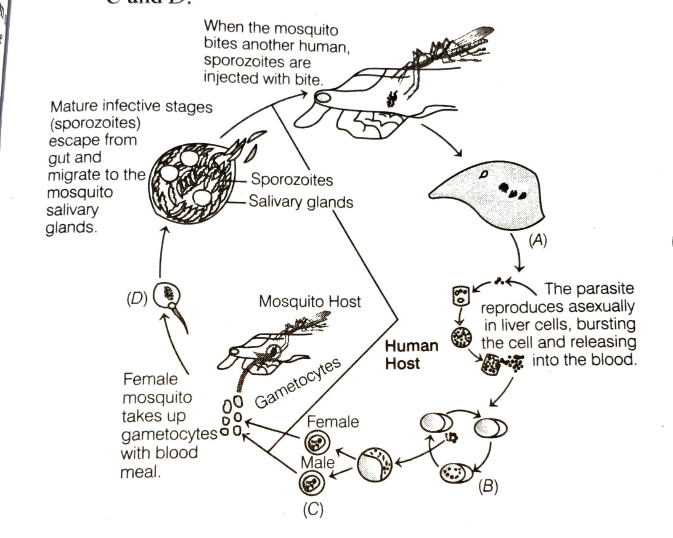 C and D.
When the mosquito
bites another human,
sporozoites are
injected with bite.
Mature infective stages
(sporozoites)
escape from
gut and
migrate to the
mosquito
salivary
glands.
Sporozoites
Salivary glands
(A)
(D)
The parasite
reproduces asexually
in liver cells, bursting
the cell and releasing
into the blood.
Mosquito Host
Human
Host
Gametocytes
Female
mosquito
takes up
gametocytes
with blood
meal.
Female
Male
(B)
(C)